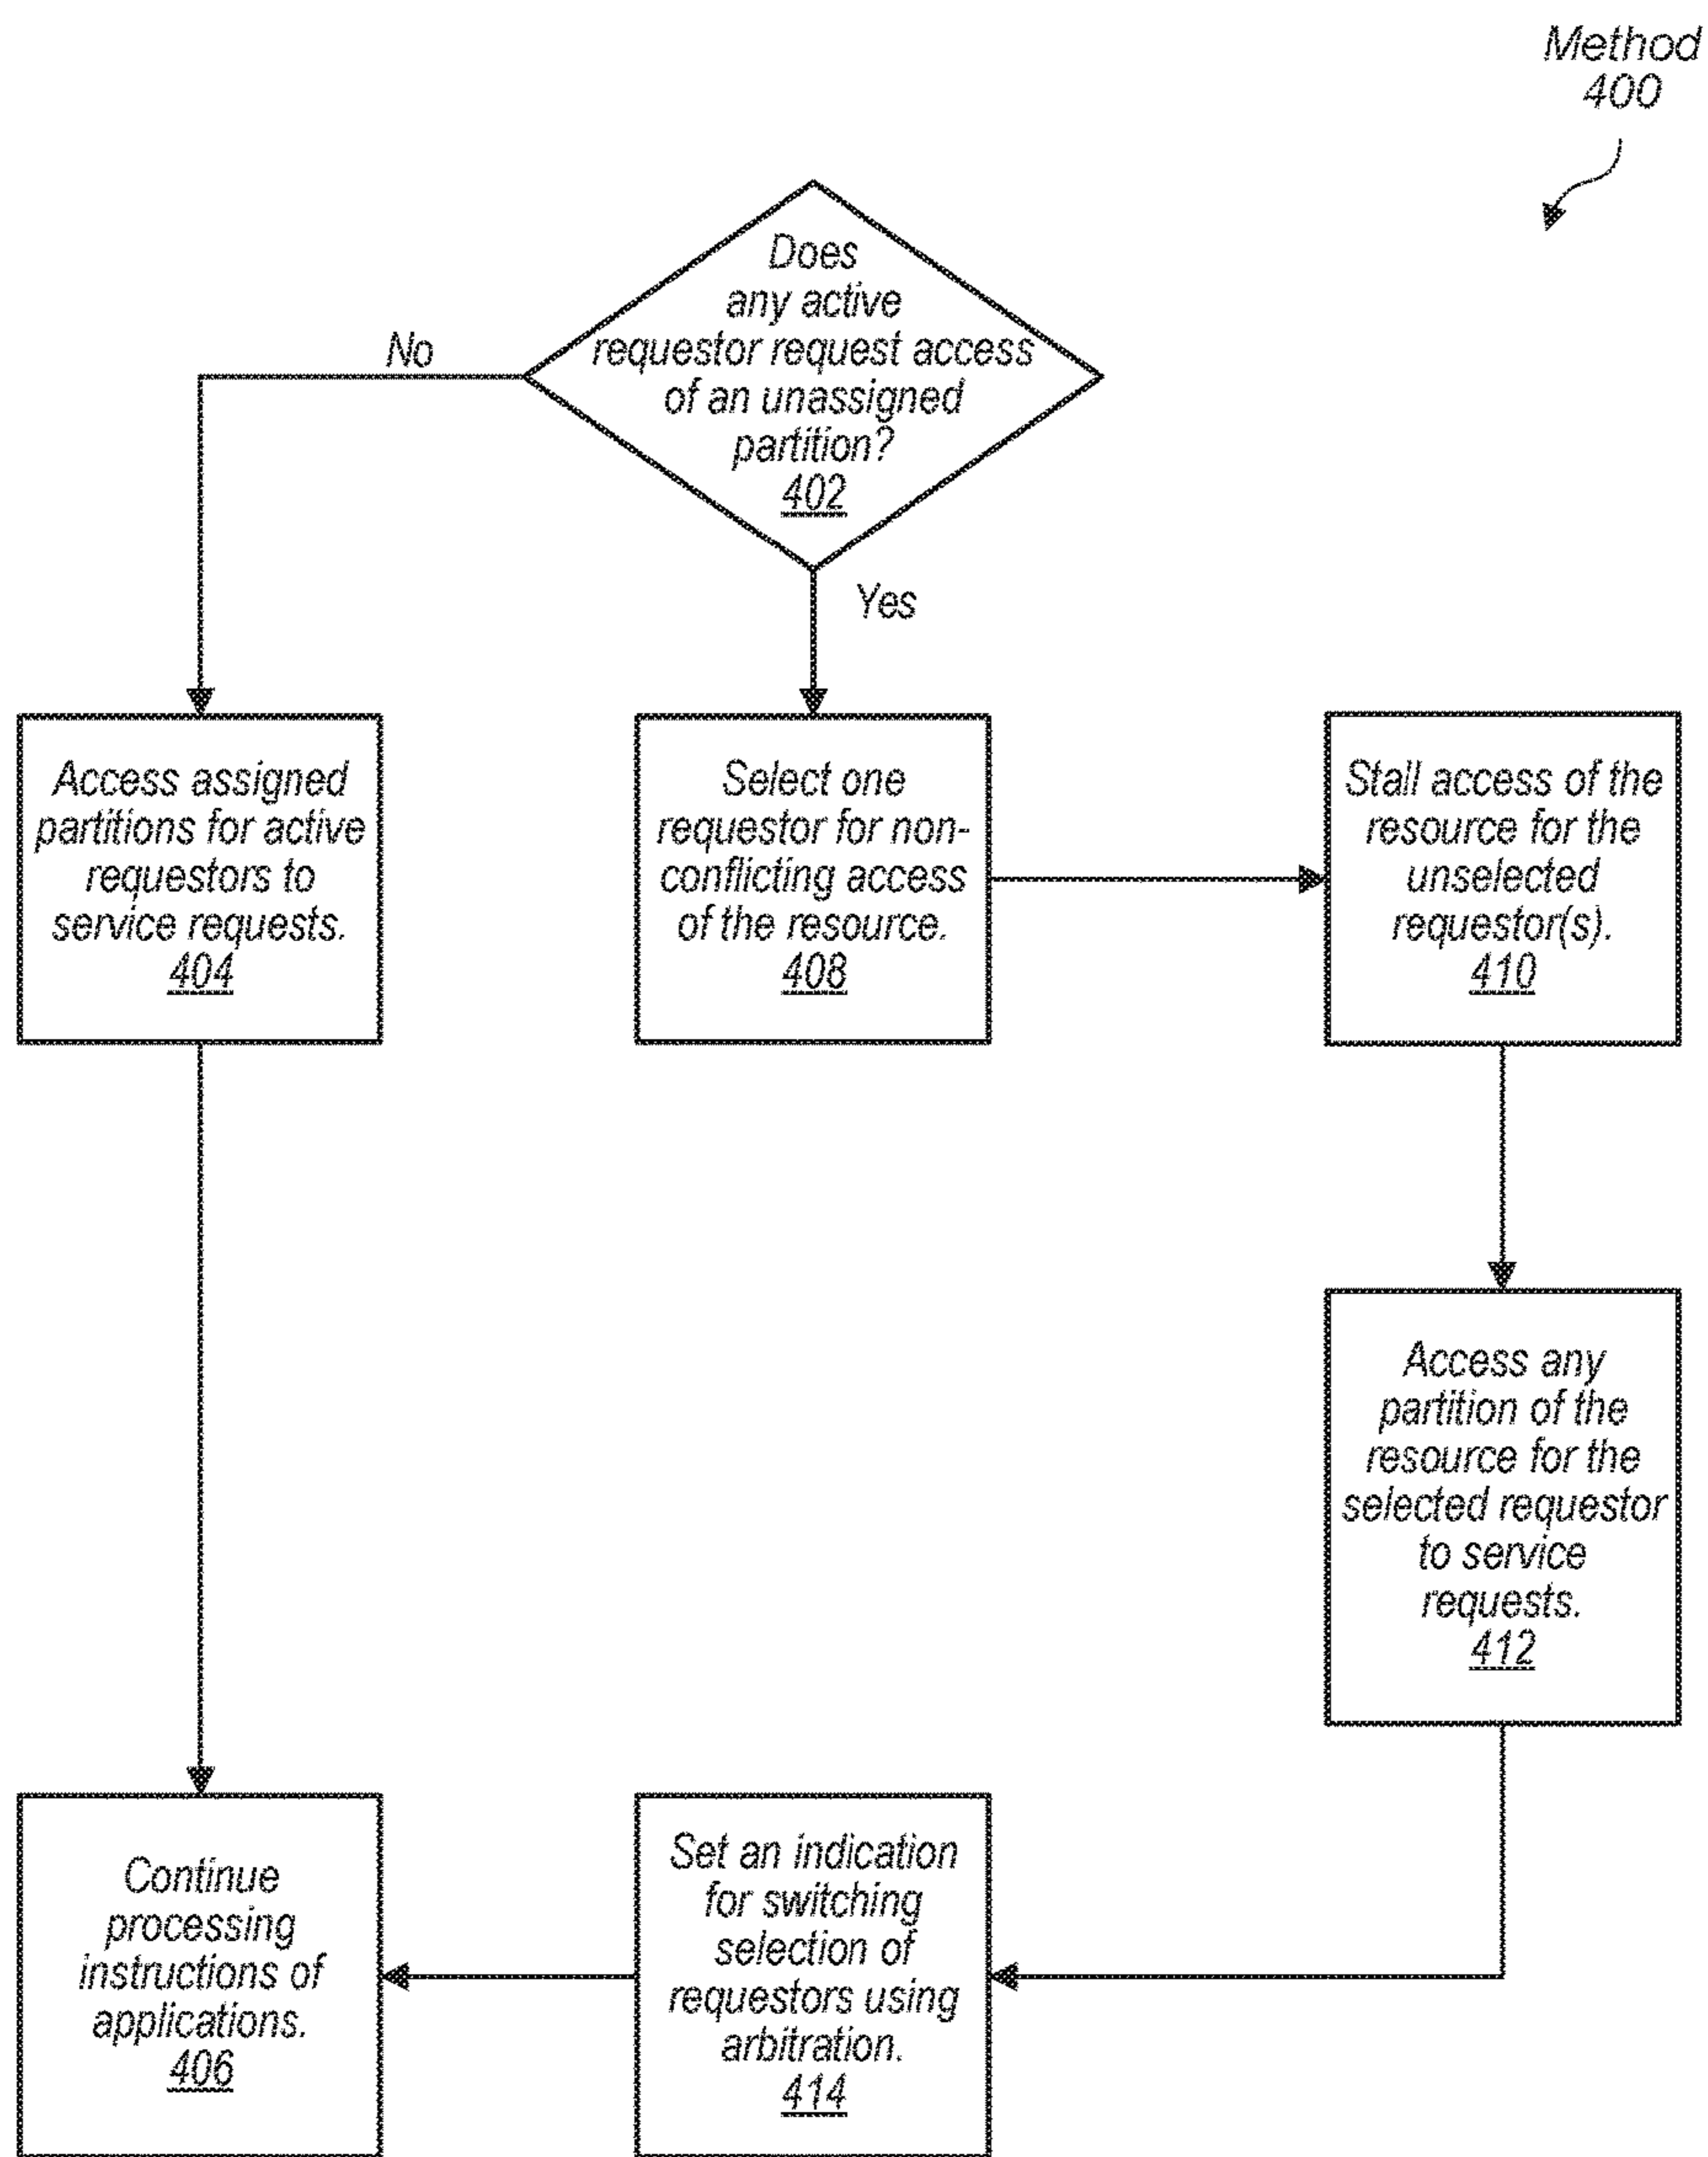 Method
400
Does
any active
requestor request access
of an unassigned
partition?
402
No
Yes
Access assigned
partitions for active
requestors to
service requests.
404
Select one
requestor for non-
conflicting access
of the resource.
408
Stall access of the
resource for the
unselected
requestor(s).
410
Access any
partition of the
resource for the
selected requestor
to service
requests.
412
Set an indication
for switching
selection of
requestors using
arbitration.
414
Continue
processing
instructions of
applications.
406